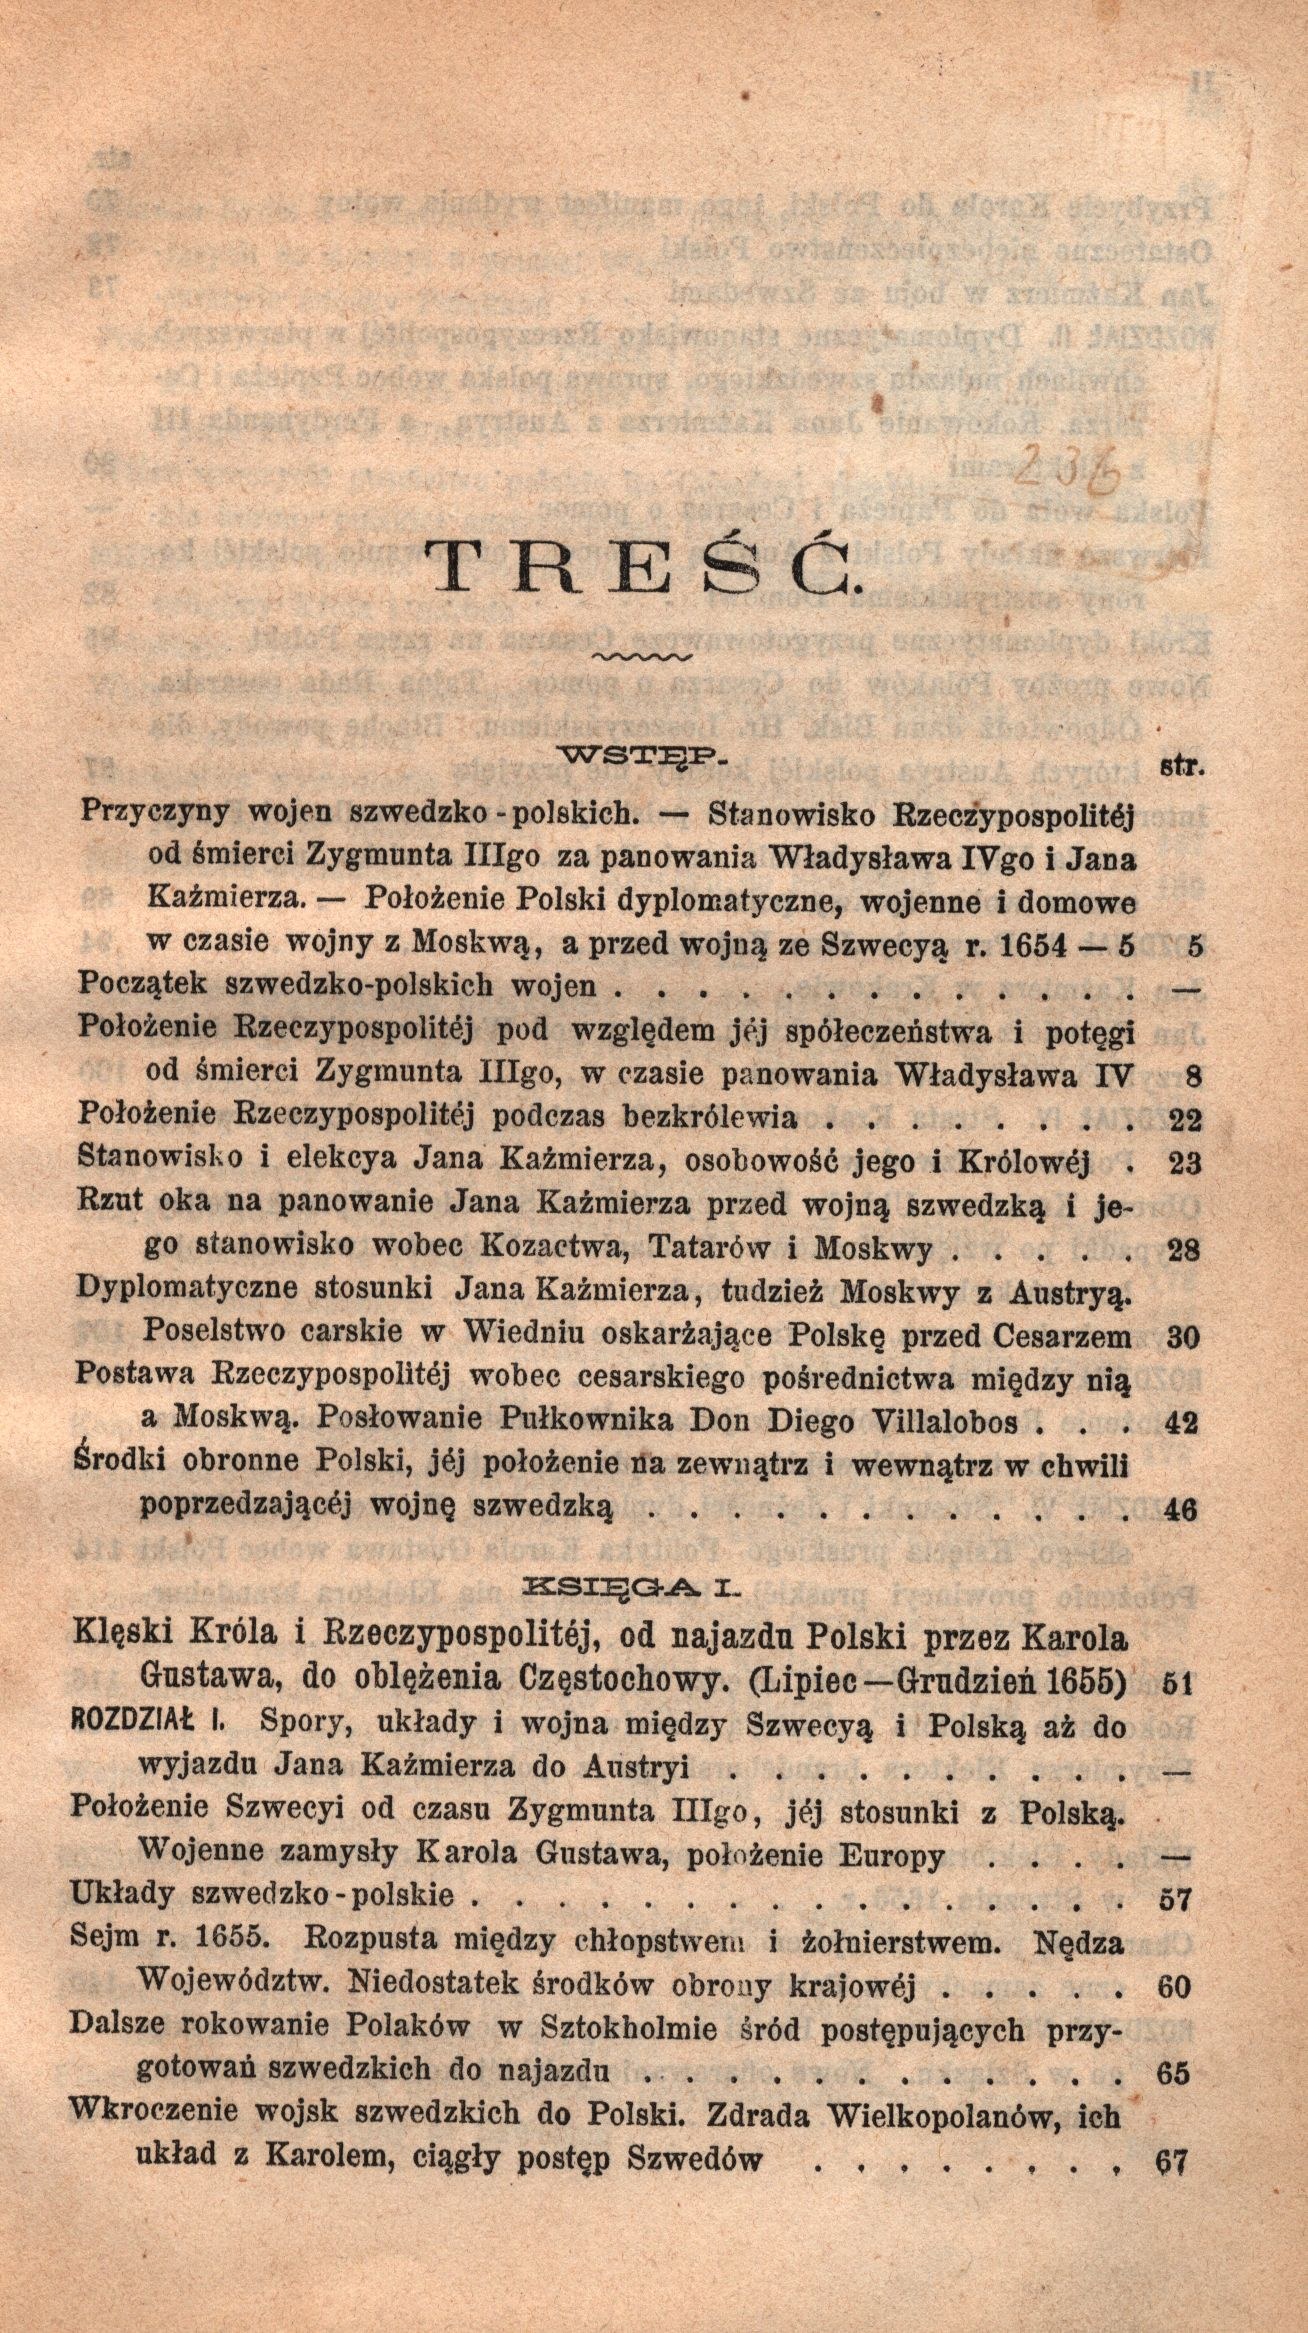 236
TREŚĆ.
WSTĘP.
str.
Przyczyny wojen szwedzko-polskich. — Stanowisko Rzeczypospolitéj
od śmierci Zygmunta IIIgo za panowania Władysława IVgo i Jana
Kaźmierza. — Położenie Polski dyplomatyczne, wojenne i domowe
w czasie wojny z Moskwą, a przed wojną ze Szwecyą r. 1654 — 5 5
Początek szwedzko-polskich wojen . . . . . . . . . . . . . —
Położenie Rzeczypospolitéj pod względem jéj spółeczeństwa i potęgi
od śmierci Zygmunta IIIgo, w czasie panowania Władysława IV 8
Położenie Rzeczypospolitéj podczas bezkrólewia . . . . . . . . 22
Stanowisko i elekcya Jana Kaźmierza, osobowość jego i Królowéj . 23
Rzut oka na panowanie Jana Kaźmierza przed wojną szwedzką i je-
go stanowisko wobec Kozactwa, Tatarów i Moskwy . . . . . 28
Dyplomatyczne stosunki Jana Kaźmierza, tudzież Moskwy z Austryą.
Poselstwo carskie w Wiedniu oskarżające Polskę przed Cesarzem 30
Postawa Rzeczypospolitéj wobec cesarskiego pośrednictwa między nią
a Moskwą. Posłowanie Pułkownika Don Diego Villalobos . . . 42
Środki obronne Polski, jéj położenie na zewnątrz i wewnątrz w chwili
poprzedzającéj wojnę szwedzką . . . . . . . . . . . . 46
KSIĘGA I.
Klęski Króla i Rzeczypospolitéj, od najazdu Polski przez Karola
Gustawa, do oblężenia Częstochowy. (Lipiec—Grudzień 1655) 51
ROZDZIAŁ I. Spory, układy i wojna między Szwecyą i Polską aż do
wyjazdu Jana Kaźmierza do Austryi . . . . . . . . . . —
Położenie Szwecyi od czasu Zygmunta IIIgo, jéj stosunki z Polską.
Wojenne zamysły Karola Gustawa, położenie Europy . . . . —
Układy szwedzko-polskie . . . . . . . . . . . . . . . . 57
Sejm r. 1655. Rozpusta między chłopstwem i żołnierstwem. Nędza
Województw. Niedostatek środków obrony krajowéj . . . . . 60
Dalsze rokowanie Polaków w Sztokholmie śród postępujących przy-
gotowań szwedzkich do najazdu . . . . . . . . . . . . 65
Wkroczenie wojsk szwedzkich do Polski. Zdrada Wielkopolanów, ich
układ z Karolem, ciągły postęp Szwedów . . . . . . . . 67